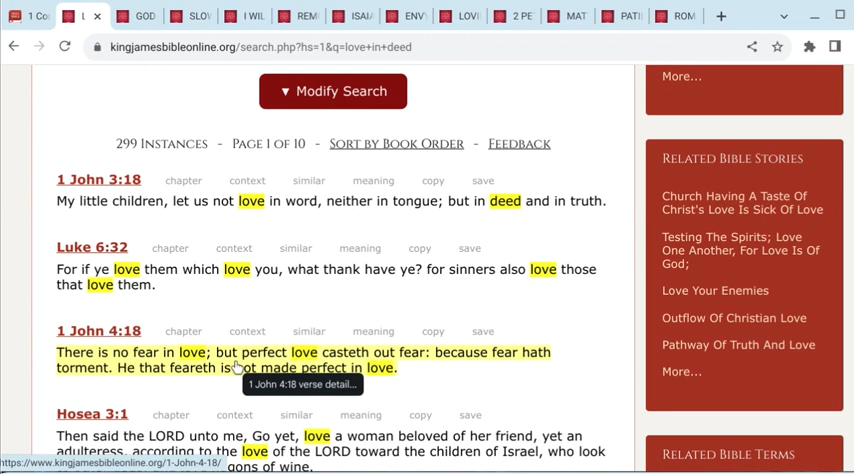 1 Co
L
GOD
SLOW
I WIL
REM
ISAI
ENV
LOVI
2 PE
MAT
PATI
ROM
kingjamesbibleonline.org/search.php?hs=1&q=love+in+deed
▼ Modify Search
More...
299 Instances - Page 1 of 10 - Sort by Book Order - Feedback
1 John 3:18 chapter context similar meaning copy save
My little children, let us not love in word, neither in tongue; but in deed and in truth.
Luke 6:32 chapter context similar meaning copy save
For if ye love them which love you, what thank have ye? for sinners also love those
that love them.
1 John 4:18 chapter context similar meaning copy save
There is no fear in love; but perfect love casteth out fear: because fear hath
torment. He that feareth is not made perfect in love.
1 John 4:18 verse detail...
Hosea 3:1 chapter context similar meaning copy save
Then said the LORD unto me, Go yet, love a woman beloved of her friend, yet an
adulteress, according to the love of the LORD toward the children of Israel, who look
gons of wine.
https://www.kingjamesbibleonline.org/1-John-4-18/
Related Bible Stories
Church Having A Taste Of
Christ's Love Is Sick Of Love
Testing The Spirits; Love
One Another, For Love Is Of
God;
Love Your Enemies
Outflow Of Christian Love
Pathway Of Truth And Love
More...
Related Bible Terms